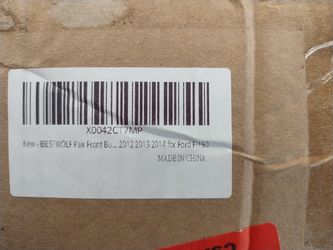 X0042CT7MP
New - IBESTWOLF Pair Front Bu... 2012 2013 2014 for Ford F-150
MADE IN CHINA